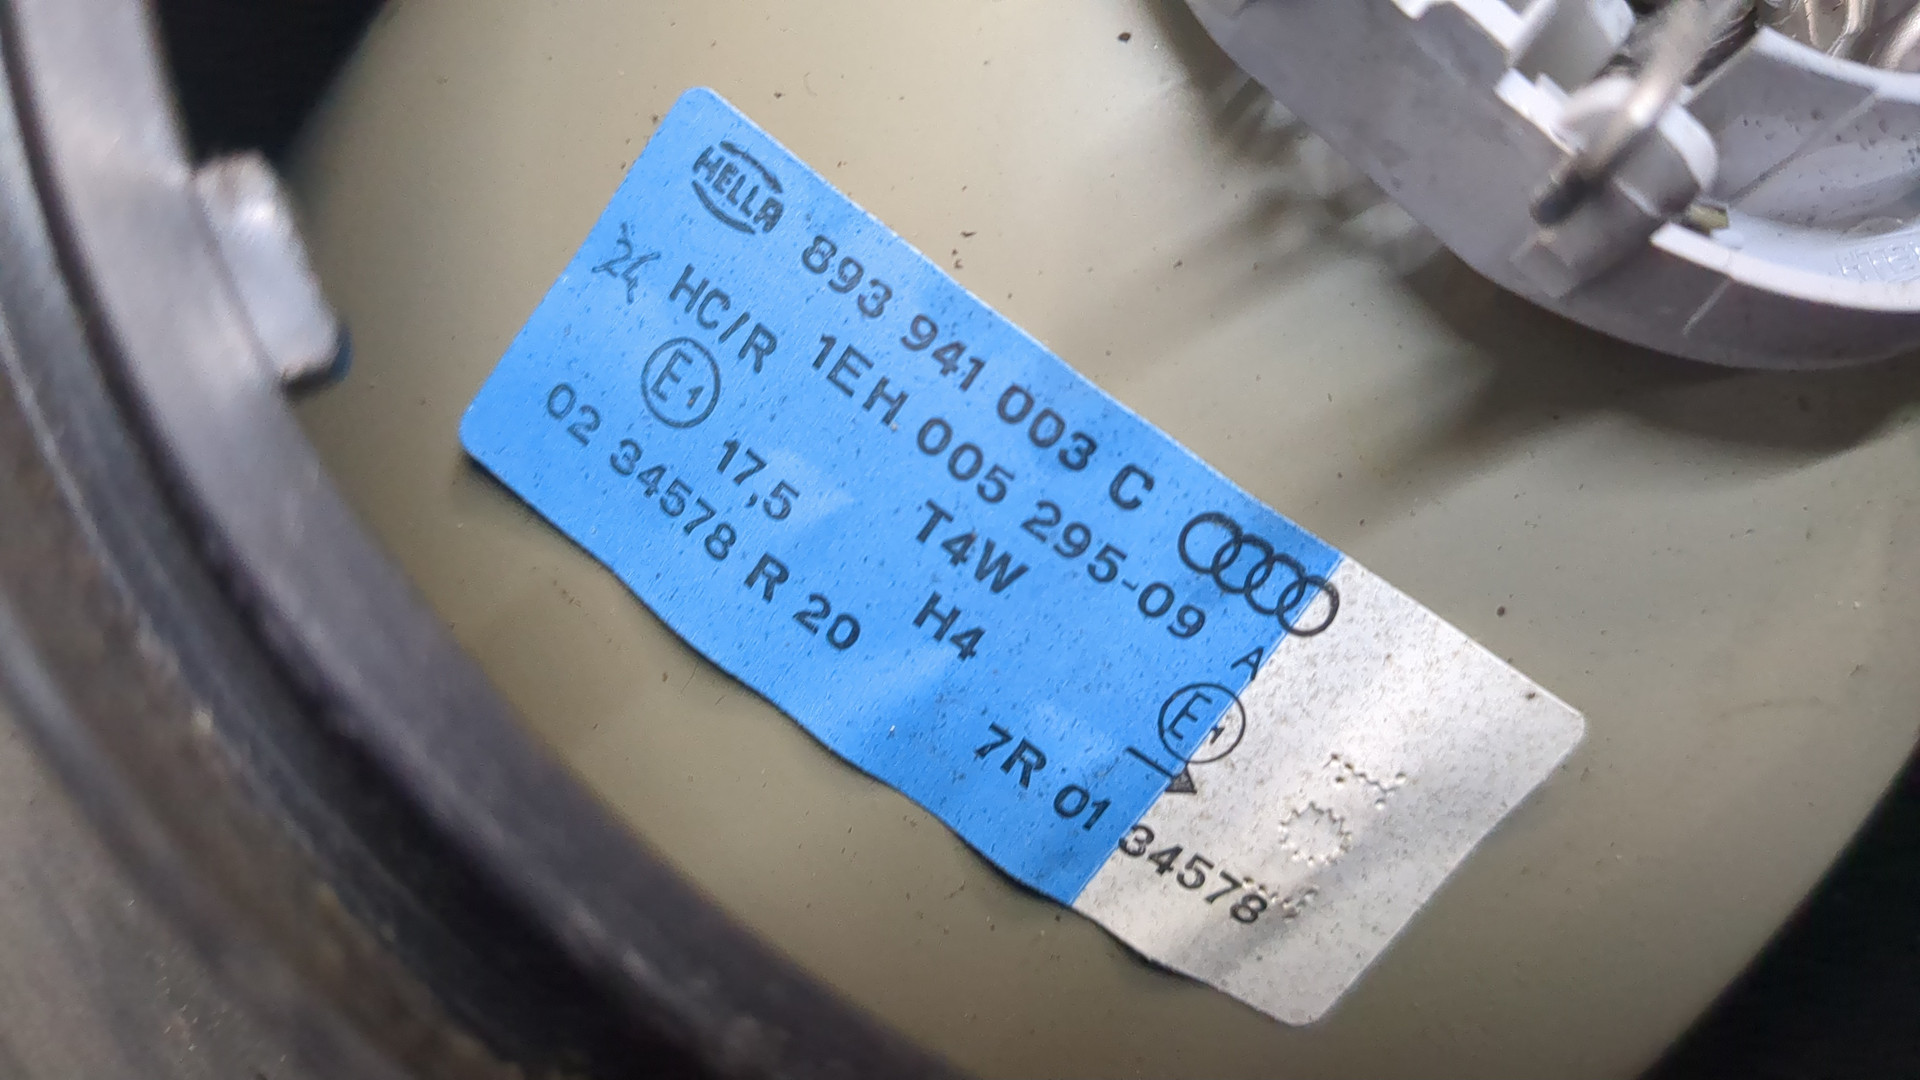 HELLA 893 941 003 C
24 HC/R 1EH 005 295-09
E1 17,5 T4W A
02 34578 R 20 H4 E1
7R 01 34578